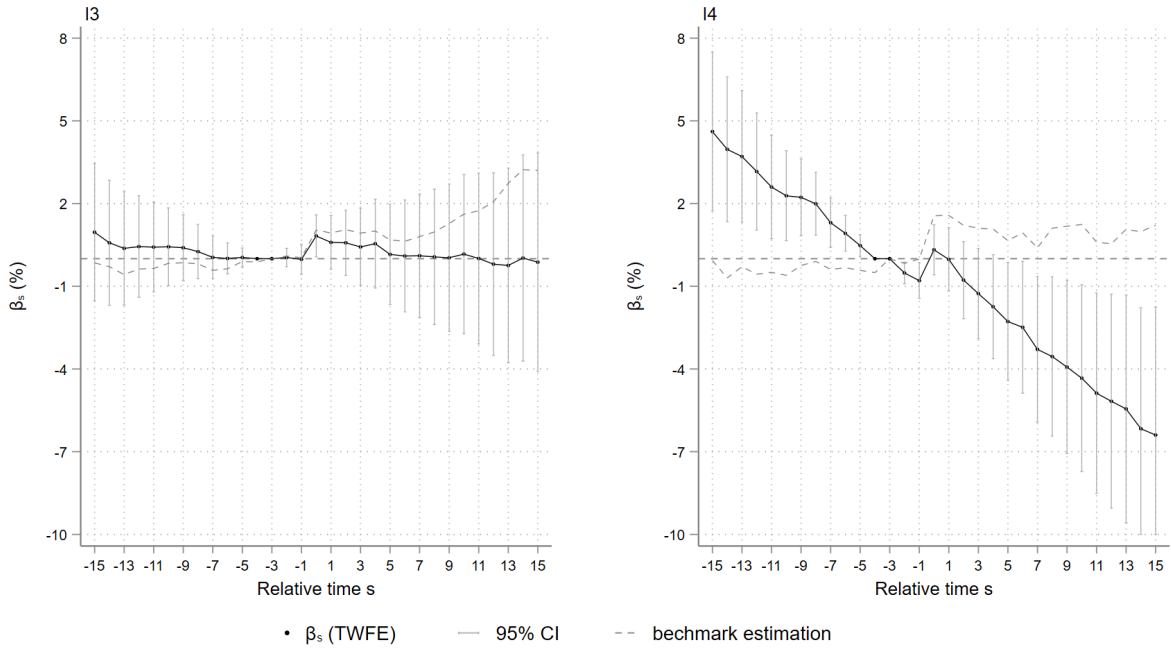 I3
8
5
2
-1
-4
-7
-10
βₛ (%)
-15 -13 -11 -9 -7 -5 -3 -1 1 3 5 7 9 11 13 15
Relative time s
I4
8
5
2
-1
-4
-7
-10
βₛ (%)
-15 -13 -11 -9 -7 -5 -3 -1 1 3 5 7 9 11 13 15
Relative time s
βₛ (TWFE) 95% CI bechmark estimation